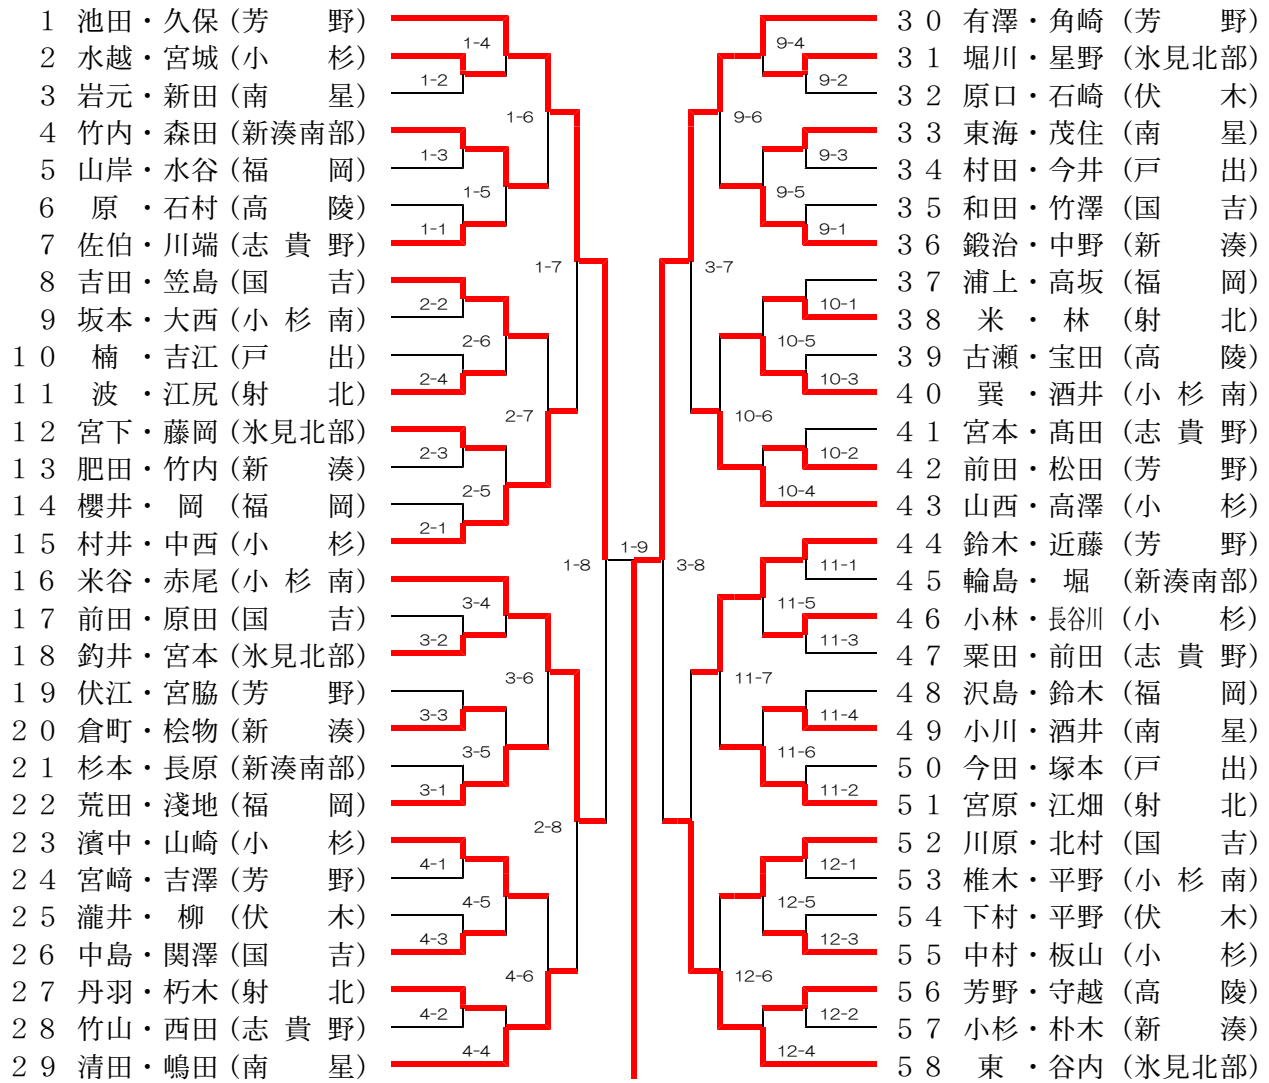 1 池田・久保 (芳 野)
2 水越・宮城 (小 杉)
3 岩元・新田 (南 星)
4 竹内・森田 (新湊南部)
5 山岸・水谷 (福 岡)
6 原 ・石村 (高 陵)
7 佐伯・川端 (志 貴 野)
8 吉田・笠島 (国 吉)
9 坂本・大西 (小 杉 南)
10 楠 ・吉江 (戸 出)
11 波 ・江尻 (射 北)
12 宮下・藤岡 (氷見北部)
13 肥田・竹内 (新 湊)
14 櫻井・ 岡 (福 岡)
15 村井・中西 (小 杉)
16 米谷・赤尾 (小 杉 南)
17 前田・原田 (国 吉)
18 釣井・宮本 (氷見北部)
19 伏江・宮脇 (芳 野)
20 倉町・桧物 (新 湊)
21 杉本・長原 (新湊南部)
22 荒田・淺地 (福 岡)
23 濱中・山崎 (小 杉)
24 宮﨑・吉澤 (芳 野)
25 瀧井・ 柳 (伏 木)
26 中島・関澤 (国 吉)
27 丹羽・朽木 (射 北)
28 竹山・西田 (志 貴 野)
29 清田・嶋田 (南 星)
1-4
1-2
1-6
1-3
1-5
1-1
1-7
2-2
2-6
2-4
2-7
2-3
2-5
2-1
1-8
3-4
3-2
3-6
3-3
3-5
3-1
2-8
4-1
4-5
4-3
4-6
4-2
4-4
1-9
9-4
9-2
9-6
9-3
9-5
9-1
3-7
10-1
10-5
10-3
10-6
10-2
10-4
3-8
11-1
11-5
11-3
11-7
11-4
11-6
11-2
12-1
12-5
12-3
12-6
12-2
12-4
30 有澤・角崎 (芳 野)
31 堀川・星野 (氷見北部)
32 原口・石崎 (伏 木)
33 東海・茂住 (南 星)
34 村田・今井 (戸 出)
35 和田・竹澤 (国 吉)
36 鍛治・中野 (新 湊)
37 浦上・高坂 (福 岡)
38 米 ・ 林 (射 北)
39 古瀬・宝田 (高 陵)
40 巽 ・酒井 (小 杉 南)
41 宮本・髙田 (志 貴 野)
42 前田・松田 (芳 野)
43 山西・高澤 (小 杉)
44 鈴木・近藤 (芳 野)
45 輪島・ 堀 (新湊南部)
46 小林・長谷川 (小 杉)
47 粟田・前田 (志 貴 野)
48 沢島・鈴木 (福 岡)
49 小川・酒井 (南 星)
50 今田・塚本 (戸 出)
51 宮原・江畑 (射 北)
52 川原・北村 (国 吉)
53 椎木・平野 (小 杉 南)
54 下村・平野 (伏 木)
55 中村・板山 (小 杉)
56 芳野・守越 (高 陵)
57 小杉・朴木 (新 湊)
58 東 ・谷内 (氷見北部)